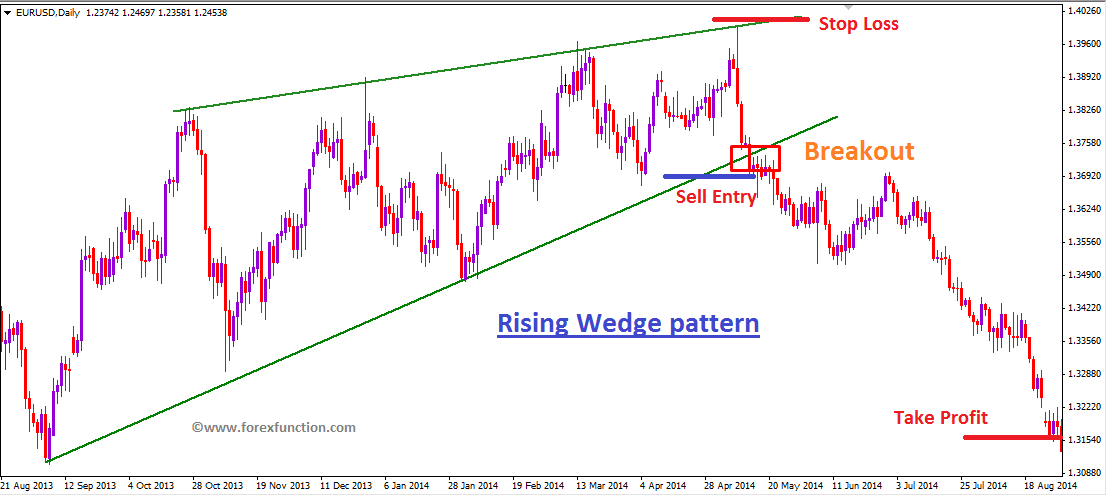 EURUSD,Daily 1.23742 1.24697 1.23581 1.24538
1.40260
Stop Loss
1.39600
1.38920
1.38260
1.37580
Breakout
1.36920
Sell Entry
1.36240
1.35560
1.34900
1.34220
Rising Wedge pattern
1.33560
1.32880
1.32220
Take Profit
©www.forexfunction.com
1.31540
1.30880
21 Aug 2013 12 Sep 2013 4 Oct 2013 28 Oct 2013 19 Nov 2013 11 Dec 2013 6 Jan 2014 28 Jan 2014 19 Feb 2014 13 Mar 2014 4 Apr 2014 28 Apr 2014 20 May 2014 11 Jun 2014 3 Jul 2014 25 Jul 2014 18 Aug 2014